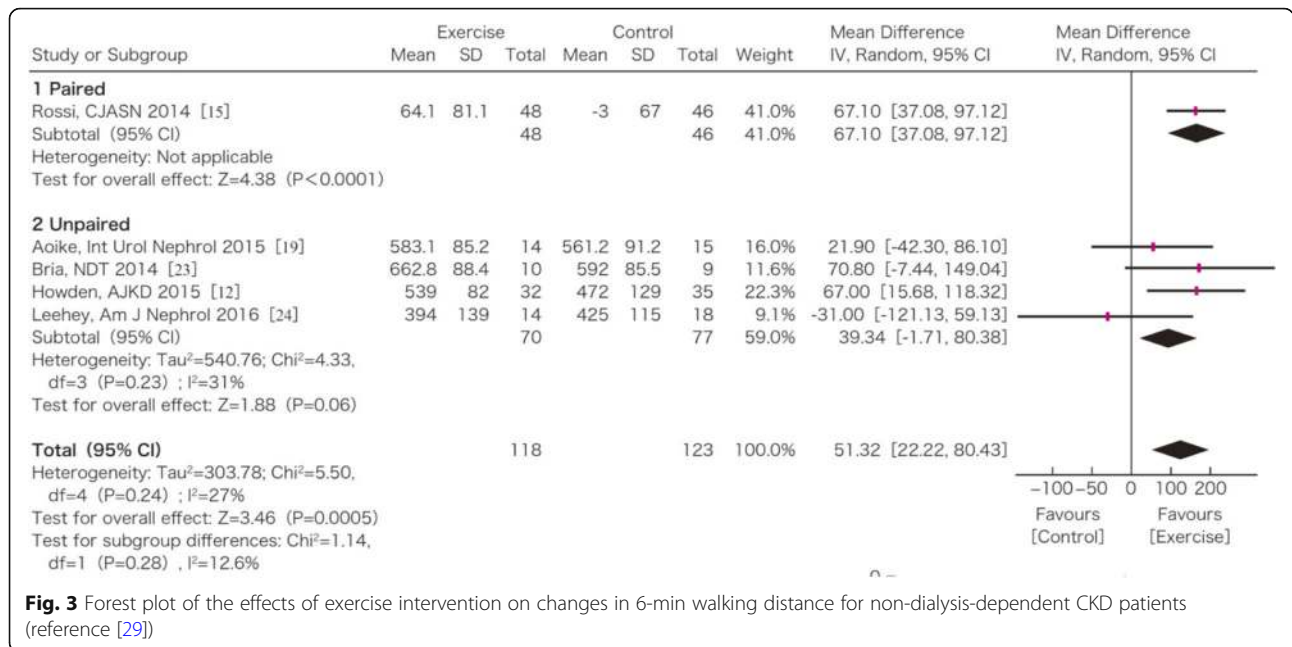 Exercise Control Mean Difference Mean Difference
Study or Subgroup Mean SD Total Mean SD Total Weight IV, Random, 95% CI IV, Random, 95% CI
1 Paired
Rossi, CJASN 2014 [15] 64.1 81.1 48 -3 67 46 41.0% 67.10 [37.08, 97.12]
Subtotal (95% CI) 48 46 41.0% 67.10 [37.08, 97.12]
Heterogeneity: Not applicable
Test for overall effect: Z=4.38 (P<0.0001)
2 Unpaired
Aoike, Int Urol Nephrol 2015 [19] 583.1 85.2 14 561.2 91.2 15 16.0% 21.90 [-42.30, 86.10]
Bria, NDT 2014 [23] 662.8 88.4 10 592 85.5 9 11.6% 70.80 [-7.44, 149.04]
Howden, AJKD 2015 [12] 539 82 32 472 129 35 22.3% 67.00 [15.68, 118.32]
Leehey, Am J Nephrol 2016 [24] 394 139 14 425 115 18 9.1% -31.00 [-121.13, 59.13]
Subtotal (95% CI) 70 77 59.0% 39.34 [-1.71, 80.38]
Heterogeneity: Tau²=540.76; Chi²=4.33,
df=3 (P=0.23) ; I²=31%
Test for overall effect: Z=1.88 (P=0.06)
Total (95% CI) 118 123 100.0% 51.32 [22.22, 80.43]
Heterogeneity: Tau²=303.78; Chi²=5.50,
df=4 (P=0.24) ; I²=27%
Test for overall effect: Z=3.46 (P=0.0005)
Test for subgroup differences: Chi²=1.14,
df=1 (P=0.28) , I²=12.6%
-100 -50 0 100 200
Favours Favours
[Control] [Exercise]
Fig. 3 Forest plot of the effects of exercise intervention on changes in 6-min walking distance for non-dialysis-dependent CKD patients
(reference [29])